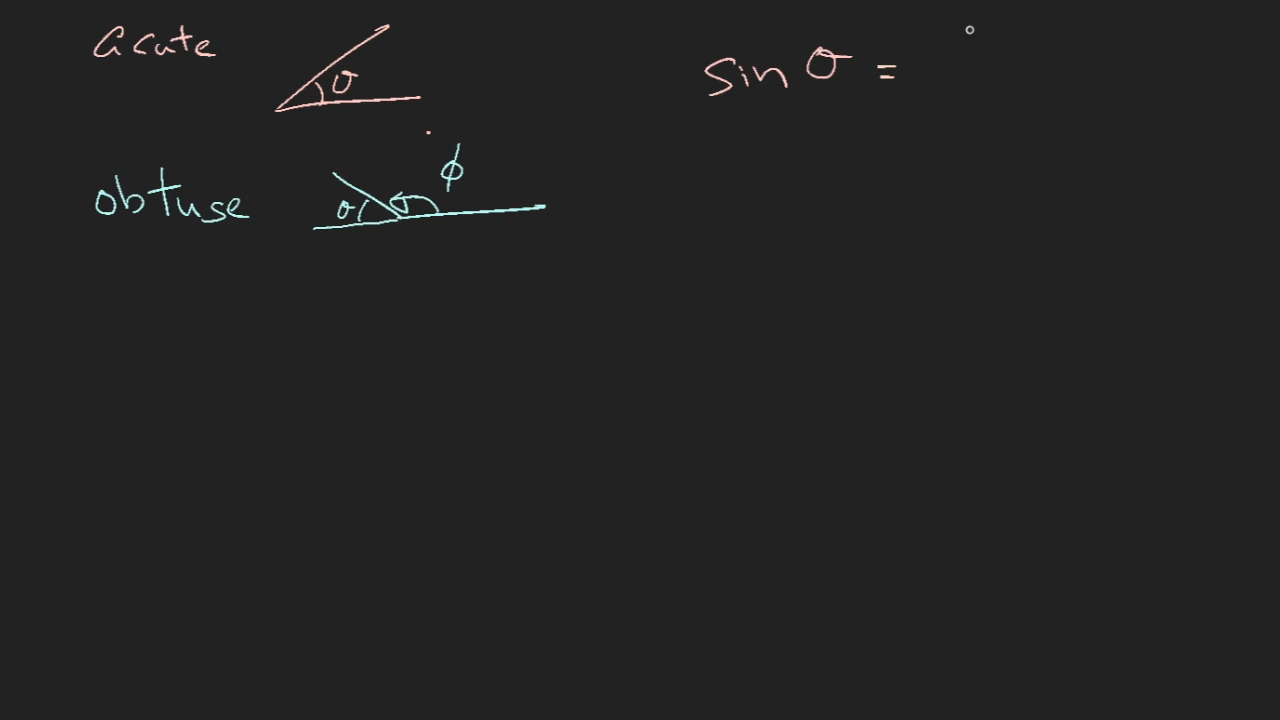 acute θ
sin θ =
obtuse θ ϕ